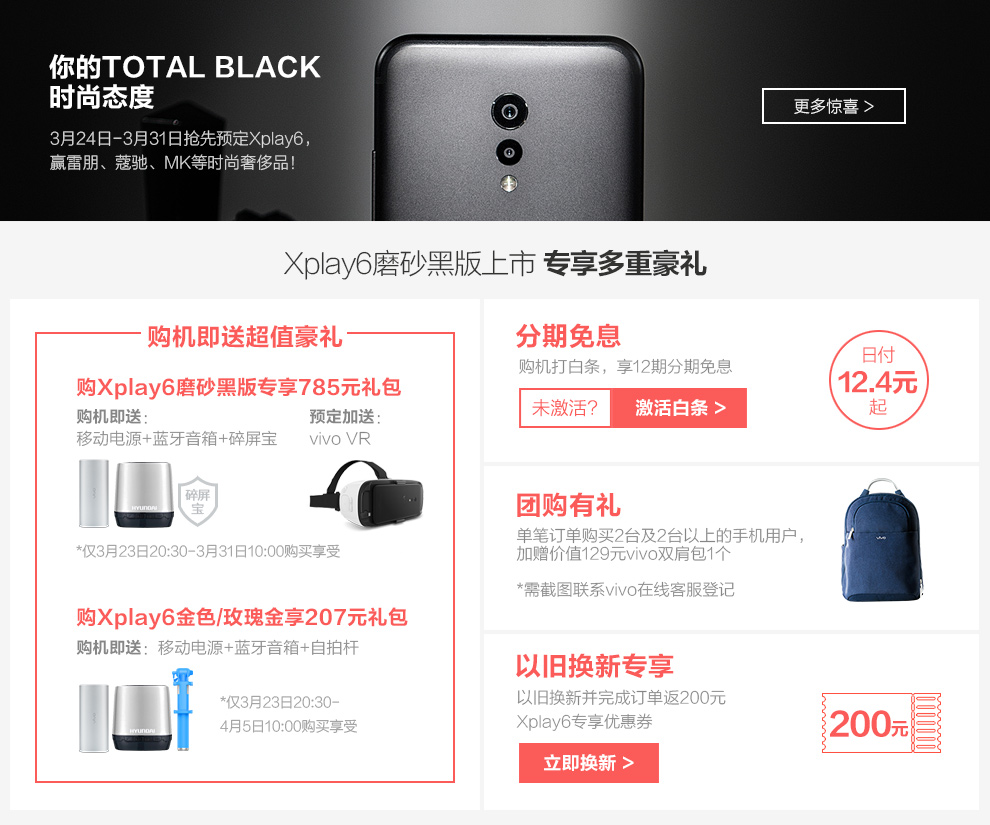 你的TOTAL BLACK
时尚态度
3月24日-3月31日抢先预定Xplay6，
赢雷朋、蔻驰、MK等时尚奢侈品！
更多惊喜 >
Xplay6磨砂黑版上市 专享多重豪礼
购机即送超值豪礼
购Xplay6磨砂黑版专享785元礼包
购机即送：
移动电源+蓝牙音箱+碎屏宝
预定加送：
vivo VR
HYUNDAI
碎屏
宝
*仅3月23日20:30-3月31日10:00购买享受
购Xplay6金色/玫瑰金享207元礼包
购机即送：移动电源+蓝牙音箱+自拍杆
HYUNDAI
*仅3月23日20:30-
4月5日10:00购买享受
分期免息
购机打白条，享12期分期免息
未激活？
激活白条 >
日付
12.4元
起
团购有礼
单笔订单购买2台及2台以上的手机用户，
加赠价值129元vivo双肩包1个
*需截图联系vivo在线客服登记
vivo
以旧换新专享
以旧换新并完成订单返200元
Xplay6专享优惠券
立即换新 >
200元